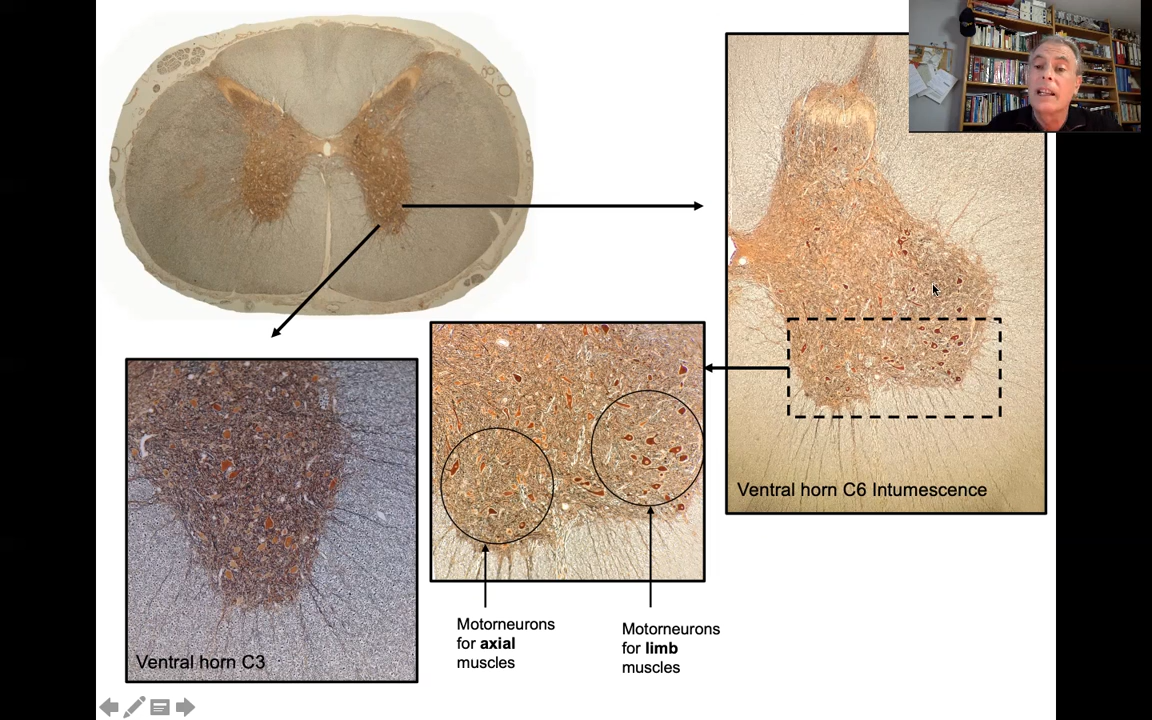 Ventral horn C6 Intumescence
Motorneurons
for axial
muscles
Motorneurons
for limb
muscles
Ventral horn C3